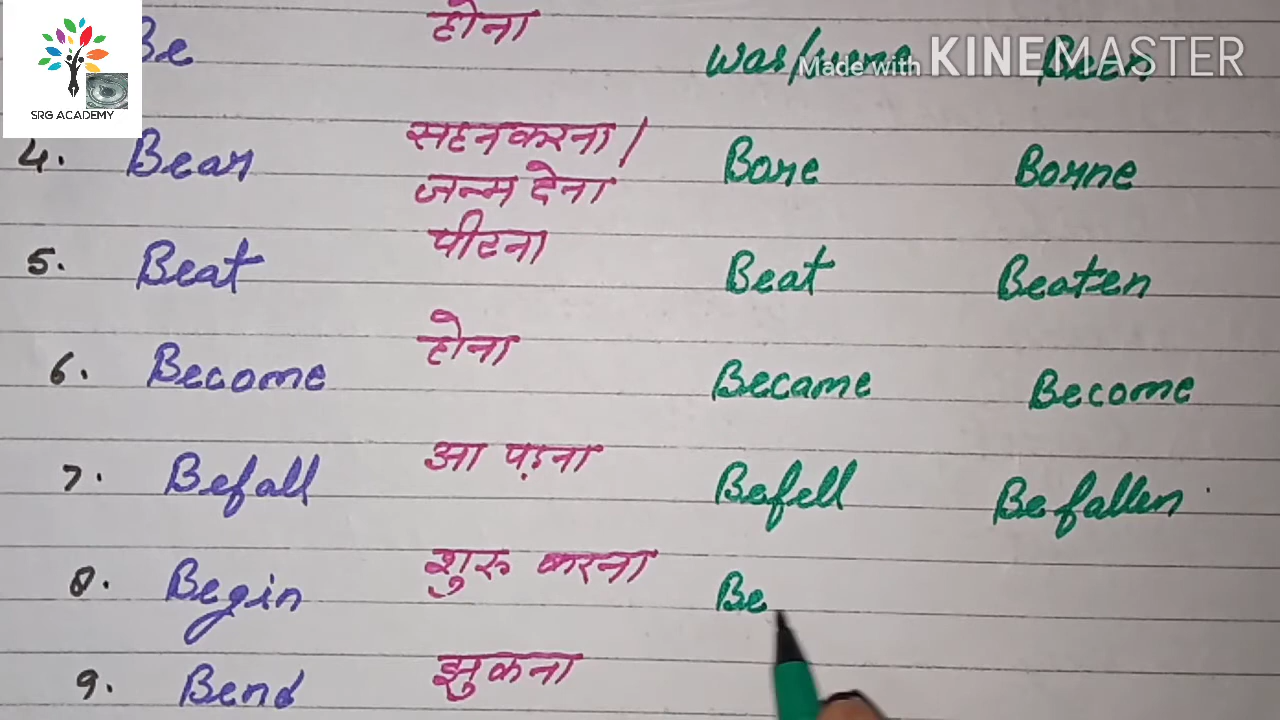 Be होना was/were Been
Made with KINEMASTER
SRG ACADEMY
4. Bear सहन करना / Bore Borne
जन्म देना
5. Beat पीटना Beat Beaten
6. Become होना Became Become
7. Befall आ पड़ना Befell Befallen
8. Begin शुरु करना Be
9. Bend झुकना